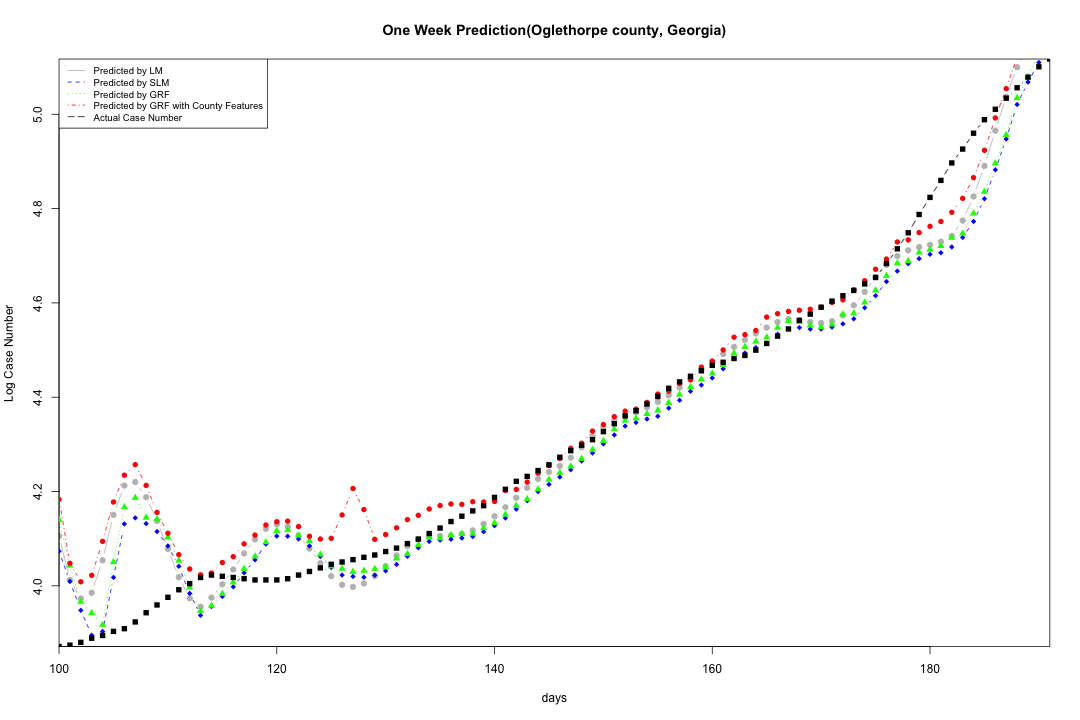 One Week Prediction(Oglethorpe county, Georgia)
Predicted by LM
Predicted by SLM
Predicted by GRF
Predicted by GRF with County Features
Actual Case Number
Log Case Number
5.0
4.8
4.6
4.4
4.2
4.0
100 120 140 160 180
days